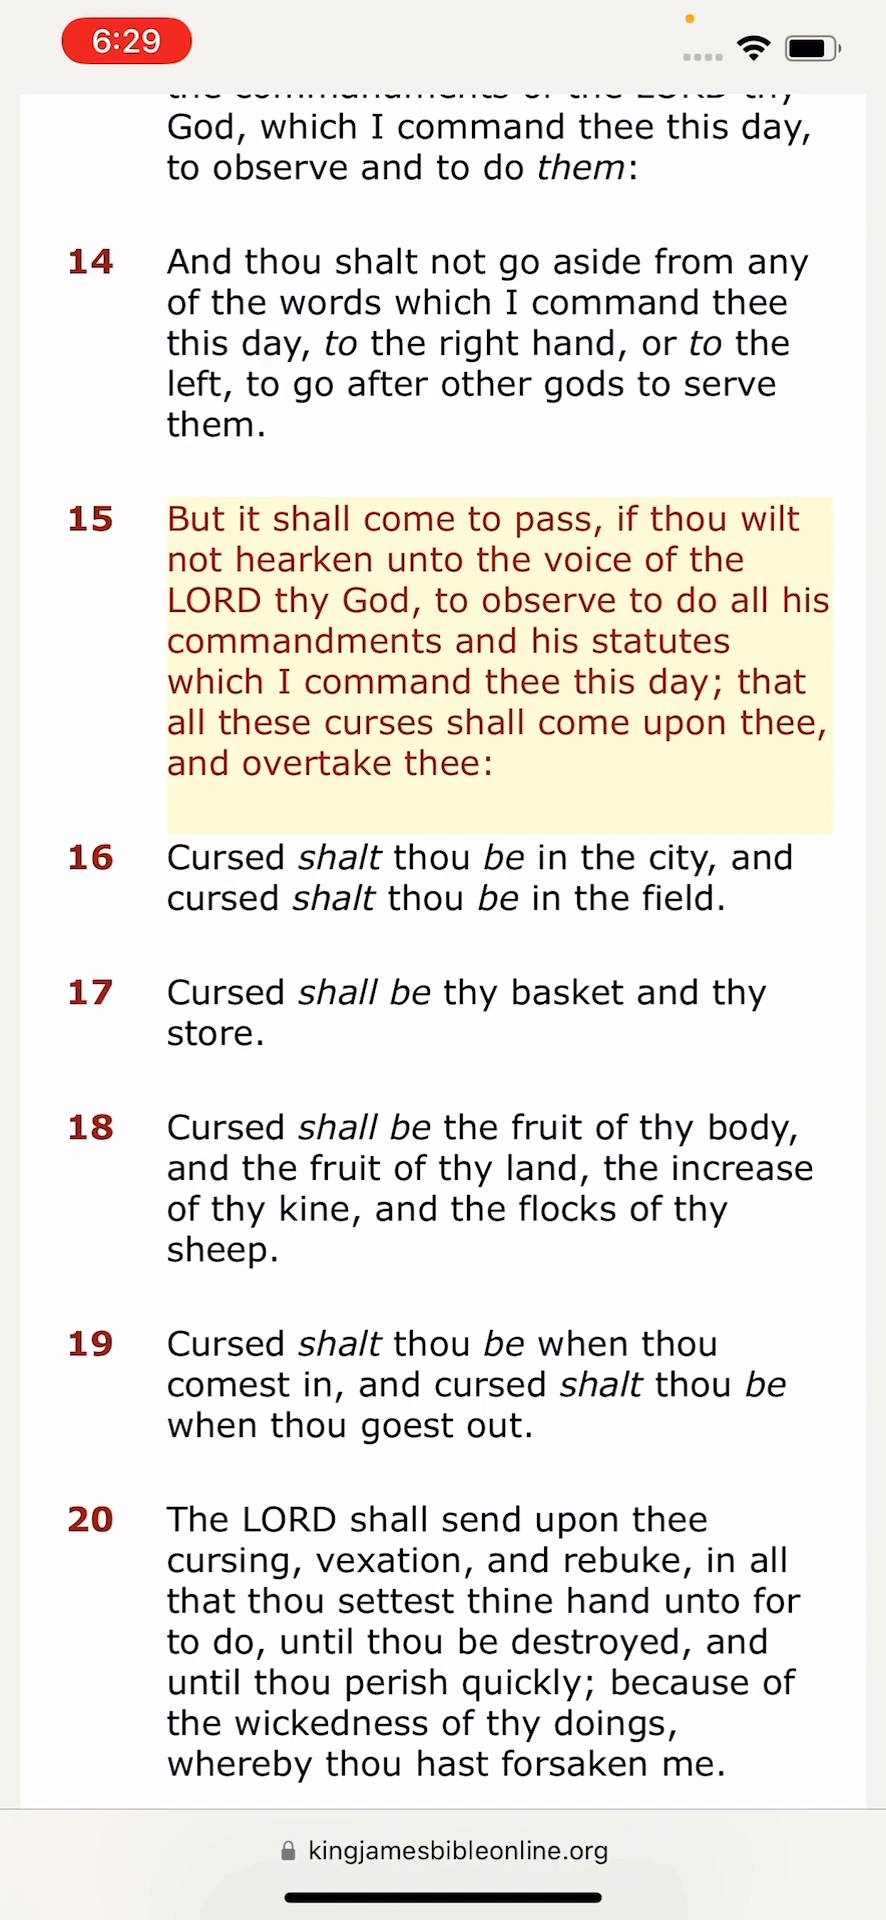 6:29
the commandments of the LORD thy
God, which I command thee this day,
to observe and to do them:
14 And thou shalt not go aside from any
of the words which I command thee
this day, to the right hand, or to the
left, to go after other gods to serve
them.
15 But it shall come to pass, if thou wilt
not hearken unto the voice of the
LORD thy God, to observe to do all his
commandments and his statutes
which I command thee this day; that
all these curses shall come upon thee,
and overtake thee:
16 Cursed shalt thou be in the city, and
cursed shalt thou be in the field.
17 Cursed shall be thy basket and thy
store.
18 Cursed shall be the fruit of thy body,
and the fruit of thy land, the increase
of thy kine, and the flocks of thy
sheep.
19 Cursed shalt thou be when thou
comest in, and cursed shalt thou be
when thou goest out.
20 The LORD shall send upon thee
cursing, vexation, and rebuke, in all
that thou settest thine hand unto for
to do, until thou be destroyed, and
until thou perish quickly; because of
the wickedness of thy doings,
whereby thou hast forsaken me.
kingjamesbibleonline.org